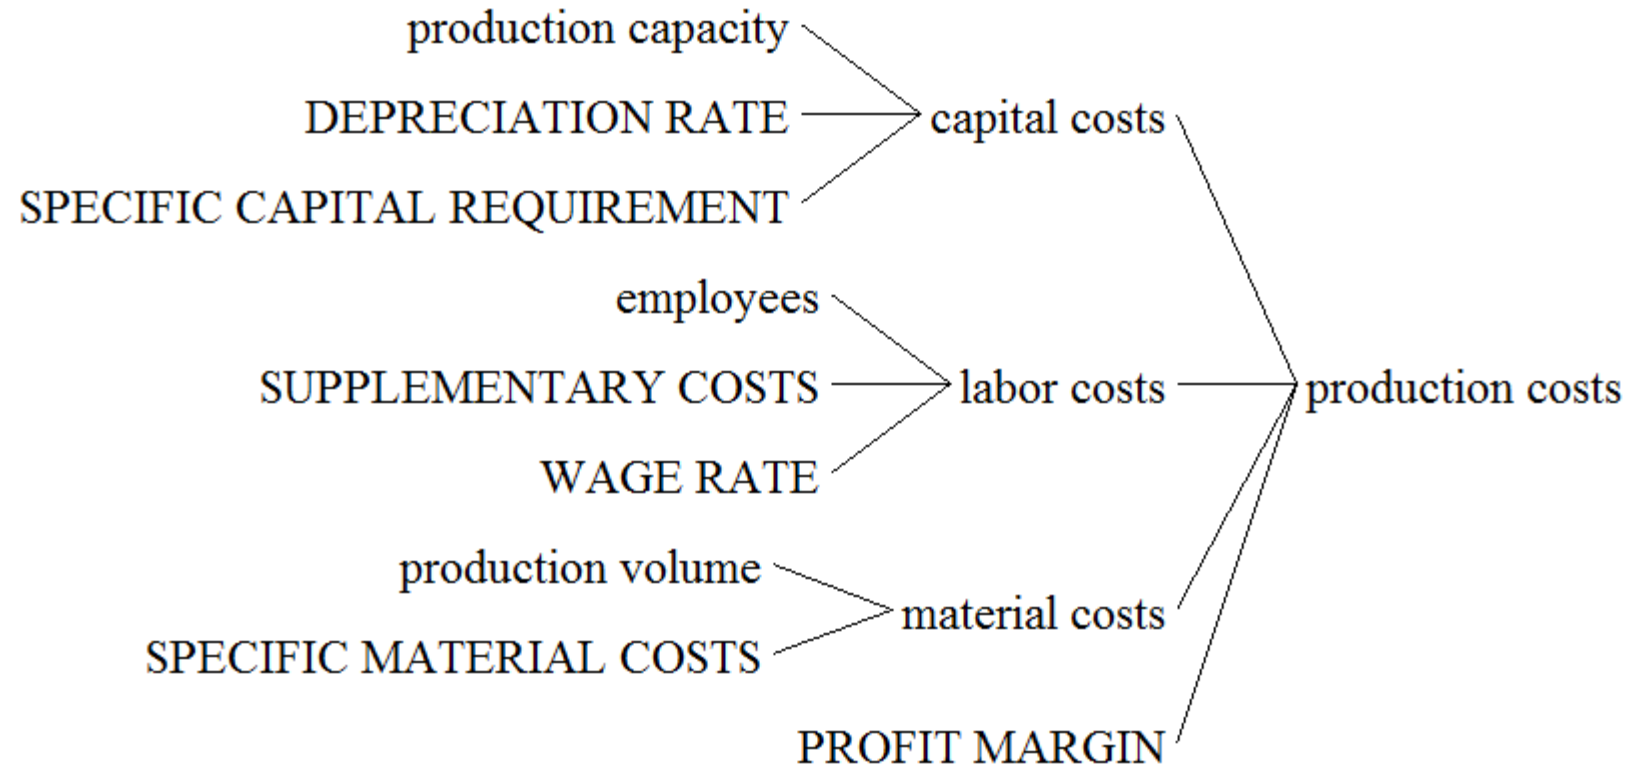 production capacity
DEPRECIATION RATE
capital costs
SPECIFIC CAPITAL REQUIREMENT
employees
SUPPLEMENTARY COSTS
labor costs
production costs
WAGE RATE
production volume
material costs
SPECIFIC MATERIAL COSTS
PROFIT MARGIN